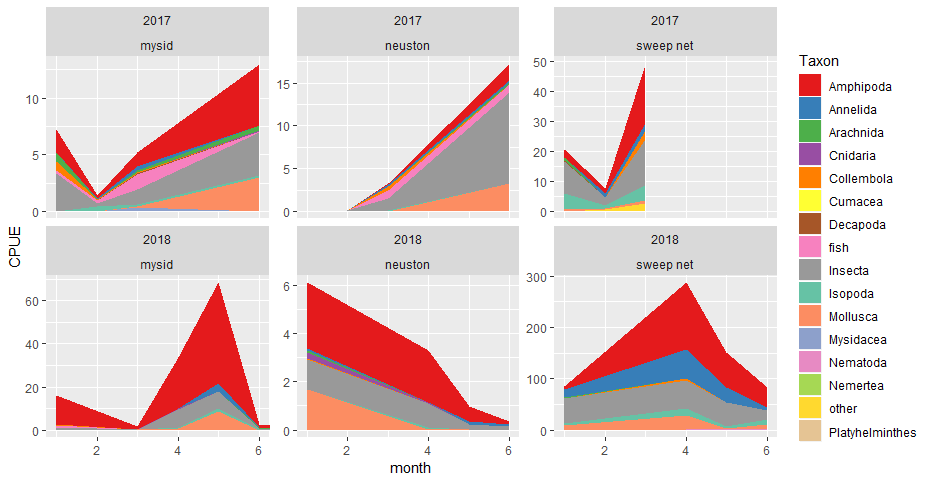 2017
mysid
2017
neuston
2017
sweep net
10
5
0
15
10
5
0
50
40
30
20
10
0
2018
mysid
2018
neuston
2018
sweep net
60
40
20
0
6
4
2
0
300
200
100
0
2 4 6
2 4 6
2 4 6
month
CPUE
Taxon
Amphipoda
Annelida
Arachnida
Cnidaria
Collembola
Cumacea
Decapoda
fish
Insecta
Isopoda
Mollusca
Mysidacea
Nematoda
Nemertea
other
Platyhelminthes